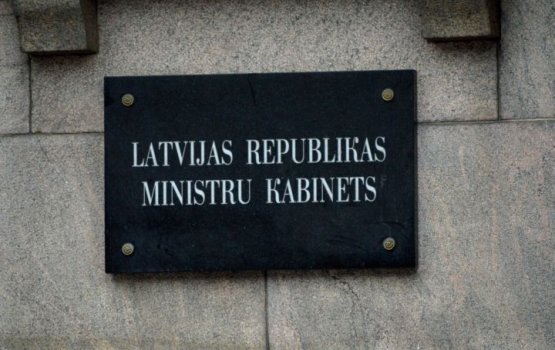 LATVIJAS REPUBLIKAS
MINISTRU KABINETS